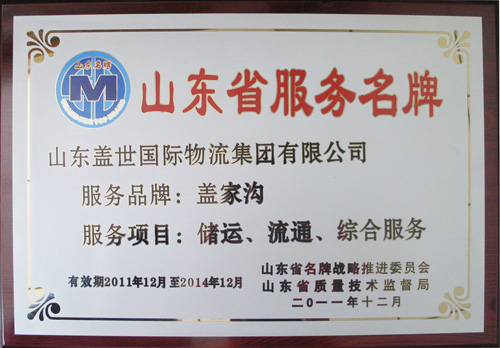 山东名牌
山东省服务名牌
山东盖世国际物流集团有限公司
服务品牌：盖家沟
服务项目：储运、流通、综合服务
有效期2011年12月至2014年12月
山东省名牌战略推进委员会
山东省质量技术监督局
二〇一一年十二月